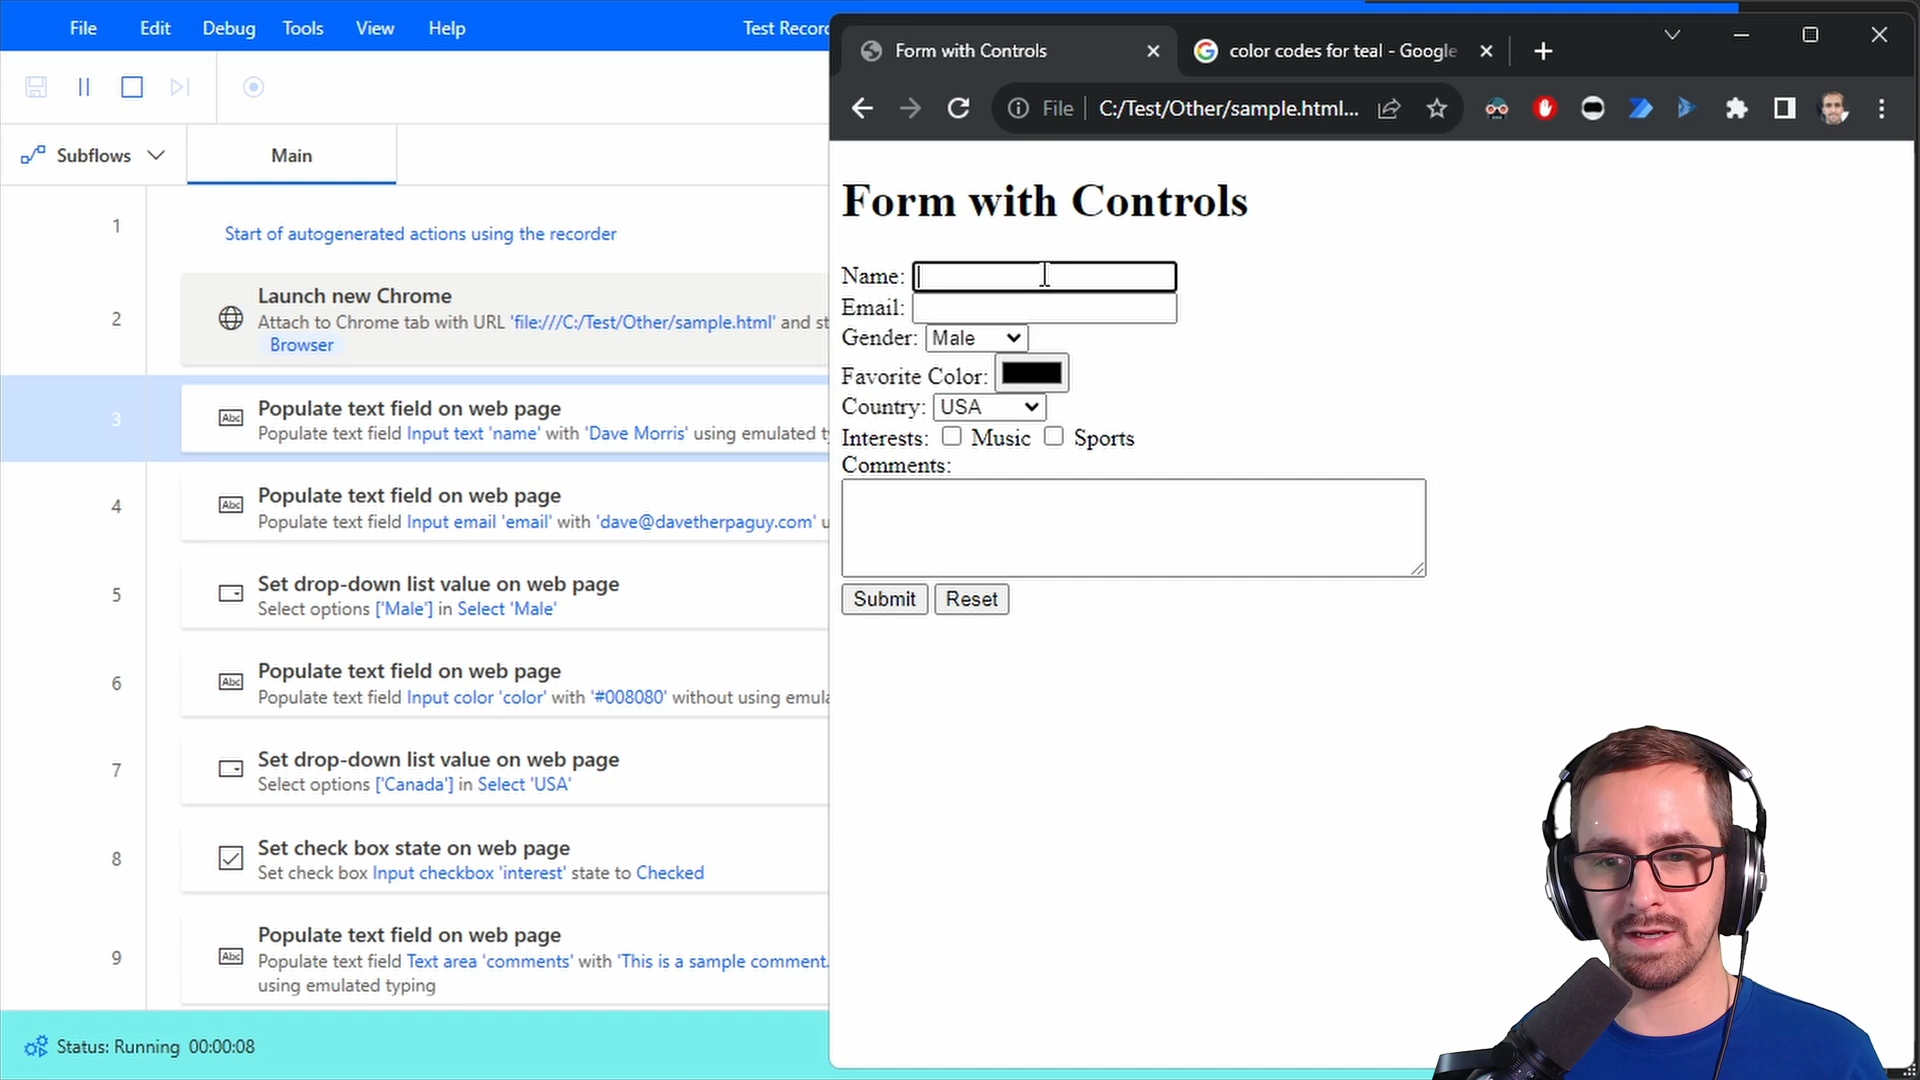 File Edit Debug Tools View Help Test Recor
Subflows Main
1 Start of autogenerated actions using the recorder
2 Launch new Chrome
Attach to Chrome tab with URL 'file:///C:/Test/Other/sample.html' and st
Browser
3 Populate text field on web page
Populate text field Input text 'name' with 'Dave Morris' using emulated ty
4 Populate text field on web page
Populate text field Input email 'email' with 'dave@davetherpaguy.com' u
5 Set drop-down list value on web page
Select options ['Male'] in Select 'Male'
6 Populate text field on web page
Populate text field Input color 'color' with '#008080' without using emula
7 Set drop-down list value on web page
Select options ['Canada'] in Select 'USA'
8 Set check box state on web page
Set check box Input checkbox 'interest' state to Checked
9 Populate text field on web page
Populate text field Text area 'comments' with 'This is a sample comment.
using emulated typing
Status: Running 00:00:08
Form with Controls color codes for teal - Google
File C:/Test/Other/sample.html...
Form with Controls
Name:
Email:
Gender: Male
Favorite Color:
Country: USA
Interests: Music Sports
Comments:
Submit Reset